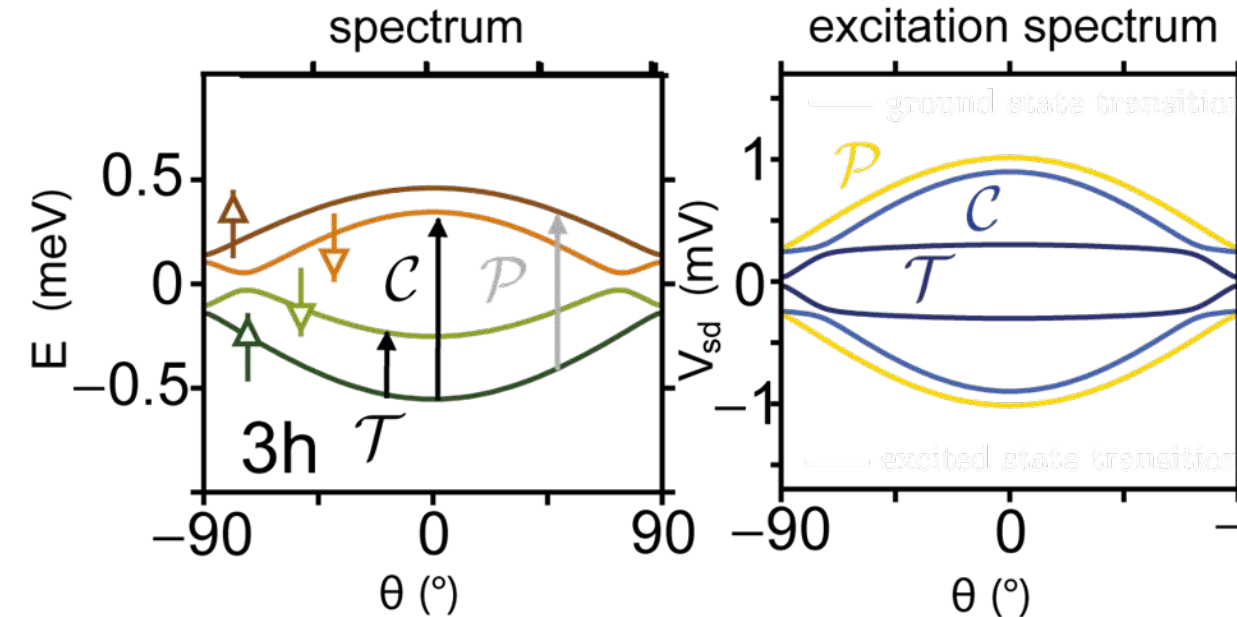 spectrum
excitation spectrum
0.5
0
−0.5
E (meV)
C
P
T
3h
−90
0
90
θ (°)
1
0
−1
V_sd (mV)
ground state transition
P
C
T
excited state transition
−90
0
−
θ (°)